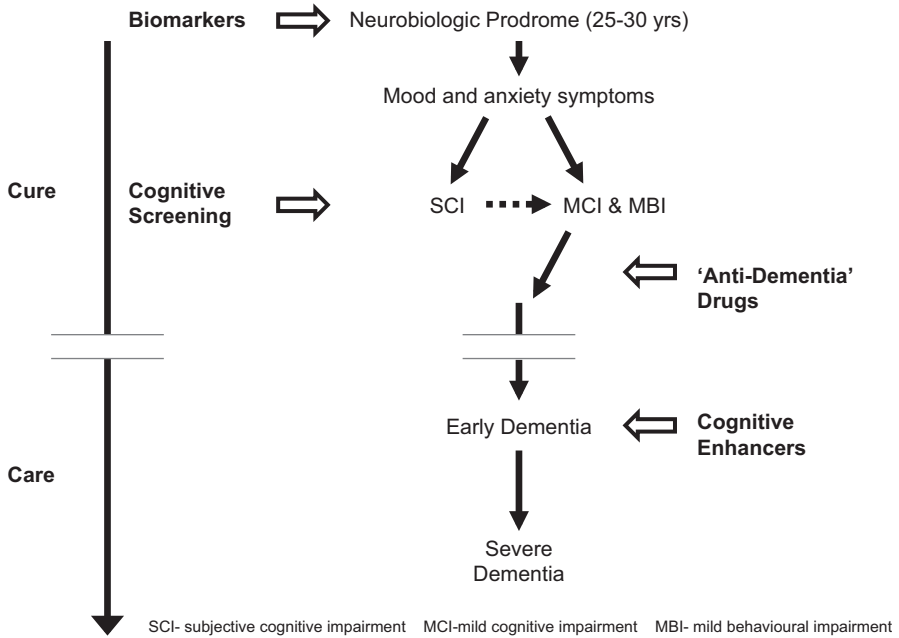 Biomarkers
Neurobiologic Prodrome (25-30 yrs)
Mood and anxiety symptoms
Cure
Cognitive
Screening
SCI
MCI & MBI
‘Anti-Dementia’
Drugs
Early Dementia
Cognitive
Enhancers
Care
Severe
Dementia
SCI- subjective cognitive impairment MCI-mild cognitive impairment MBI- mild behavioural impairment